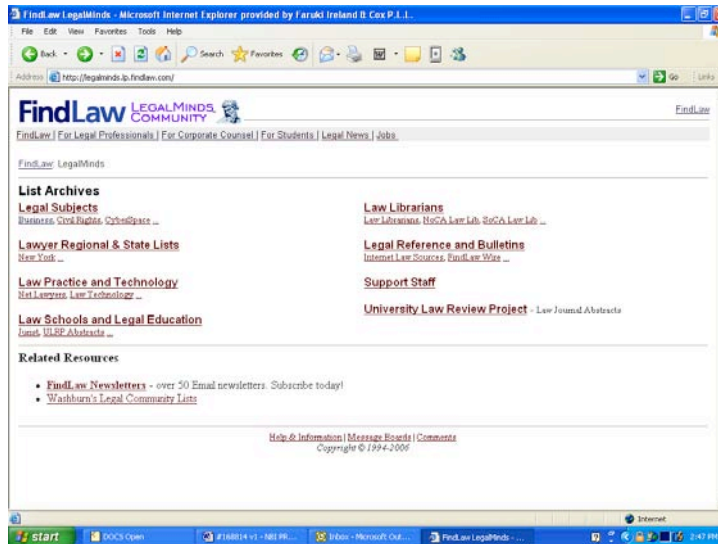 FindLaw LegalMinds - Microsoft Internet Explorer provided by Faruki Ireland & Cox P.L.L.
File Edit View Favorites Tools Help
Back Search Favorites
Address http://legalminds.lp.findlaw.com/ Go Links
FindLaw LEGALMINDS COMMUNITY FindLaw
FindLaw | For Legal Professionals | For Corporate Counsel | For Students | Legal News | Jobs
FindLaw: LegalMinds
List Archives
Legal Subjects
Business, Civil Rights, CyberSpace ...
Law Librarians
Law Librarians, NoCA Law Lib, SoCA Law Lib ...
Lawyer Regional & State Lists
New York ...
Legal Reference and Bulletins
Internet Law Sources, FindLaw Wire ...
Law Practice and Technology
Net Lawyers, Law Technology ...
Support Staff
Law Schools and Legal Education
Junet, ULRP Abstracts ...
University Law Review Project - Law Journal Abstracts
Related Resources
FindLaw Newsletters - over 50 Email newsletters. Subscribe today!
Washburn's Legal Community Lists
Help & Information | Message Boards | Comments
Copyright © 1994-2006
Internet
start DOCS Open #160814 v1 - NBI PR... Inbox - Microsoft Out... FindLaw LegalMinds - ... 2:47 PM